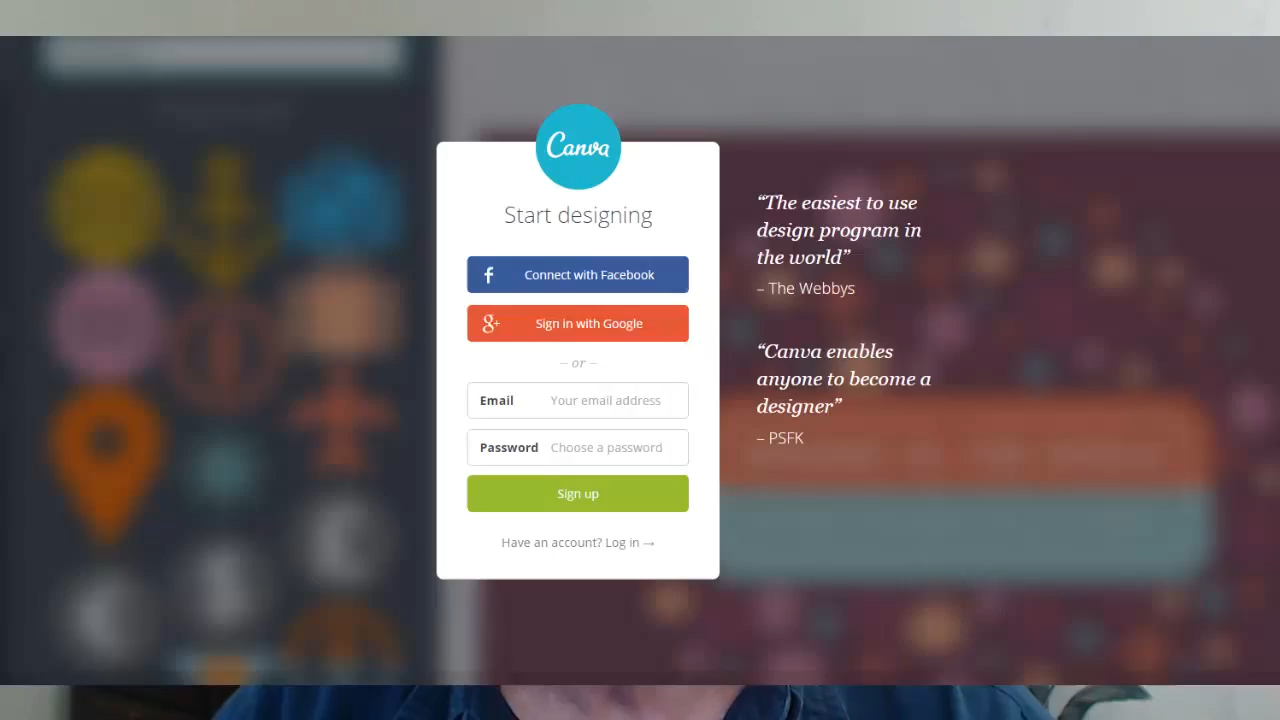 Canva
Start designing
f Connect with Facebook
g+ Sign in with Google
– or –
Email Your email address
Password Choose a password
Sign up
Have an account? Log in →
“The easiest to use
design program in
the world”
– The Webbys
“Canva enables
anyone to become a
designer”
– PSFK